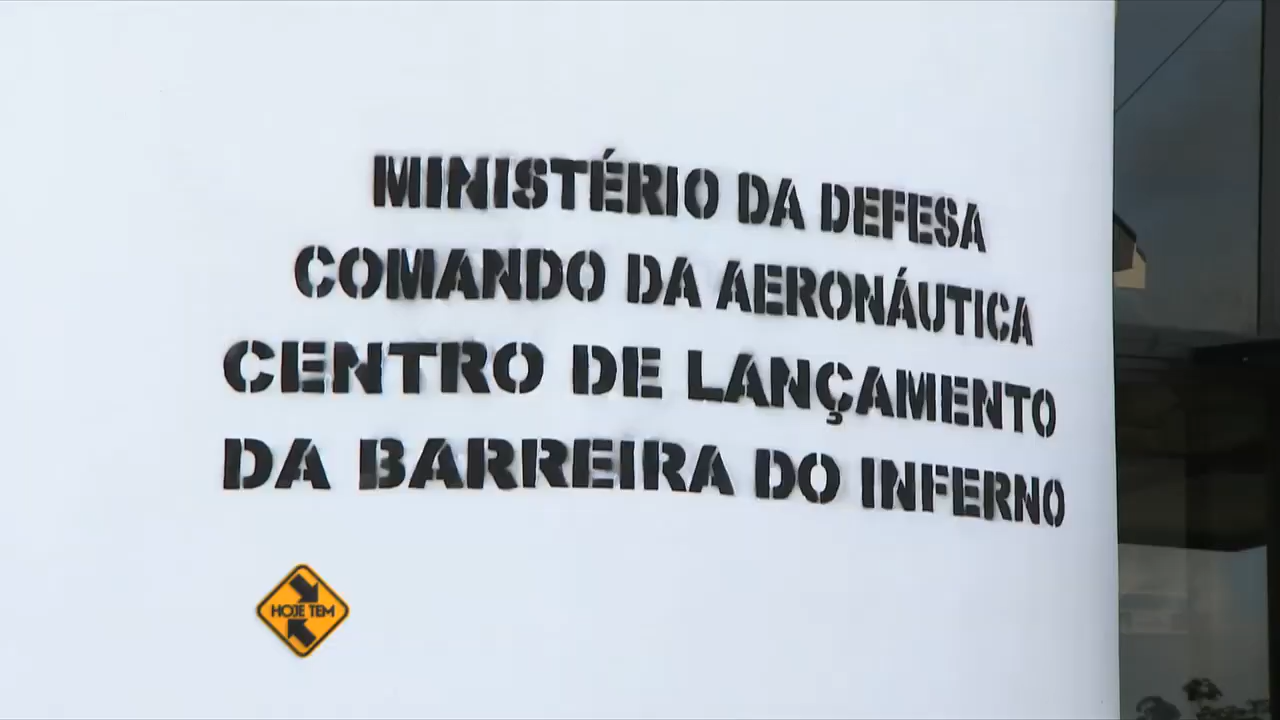 MINISTÉRIO DA DEFESA
COMANDO DA AERONÁUTICA
CENTRO DE LANÇAMENTO
DA BARREIRA DO INFERNO
HOJE TEM